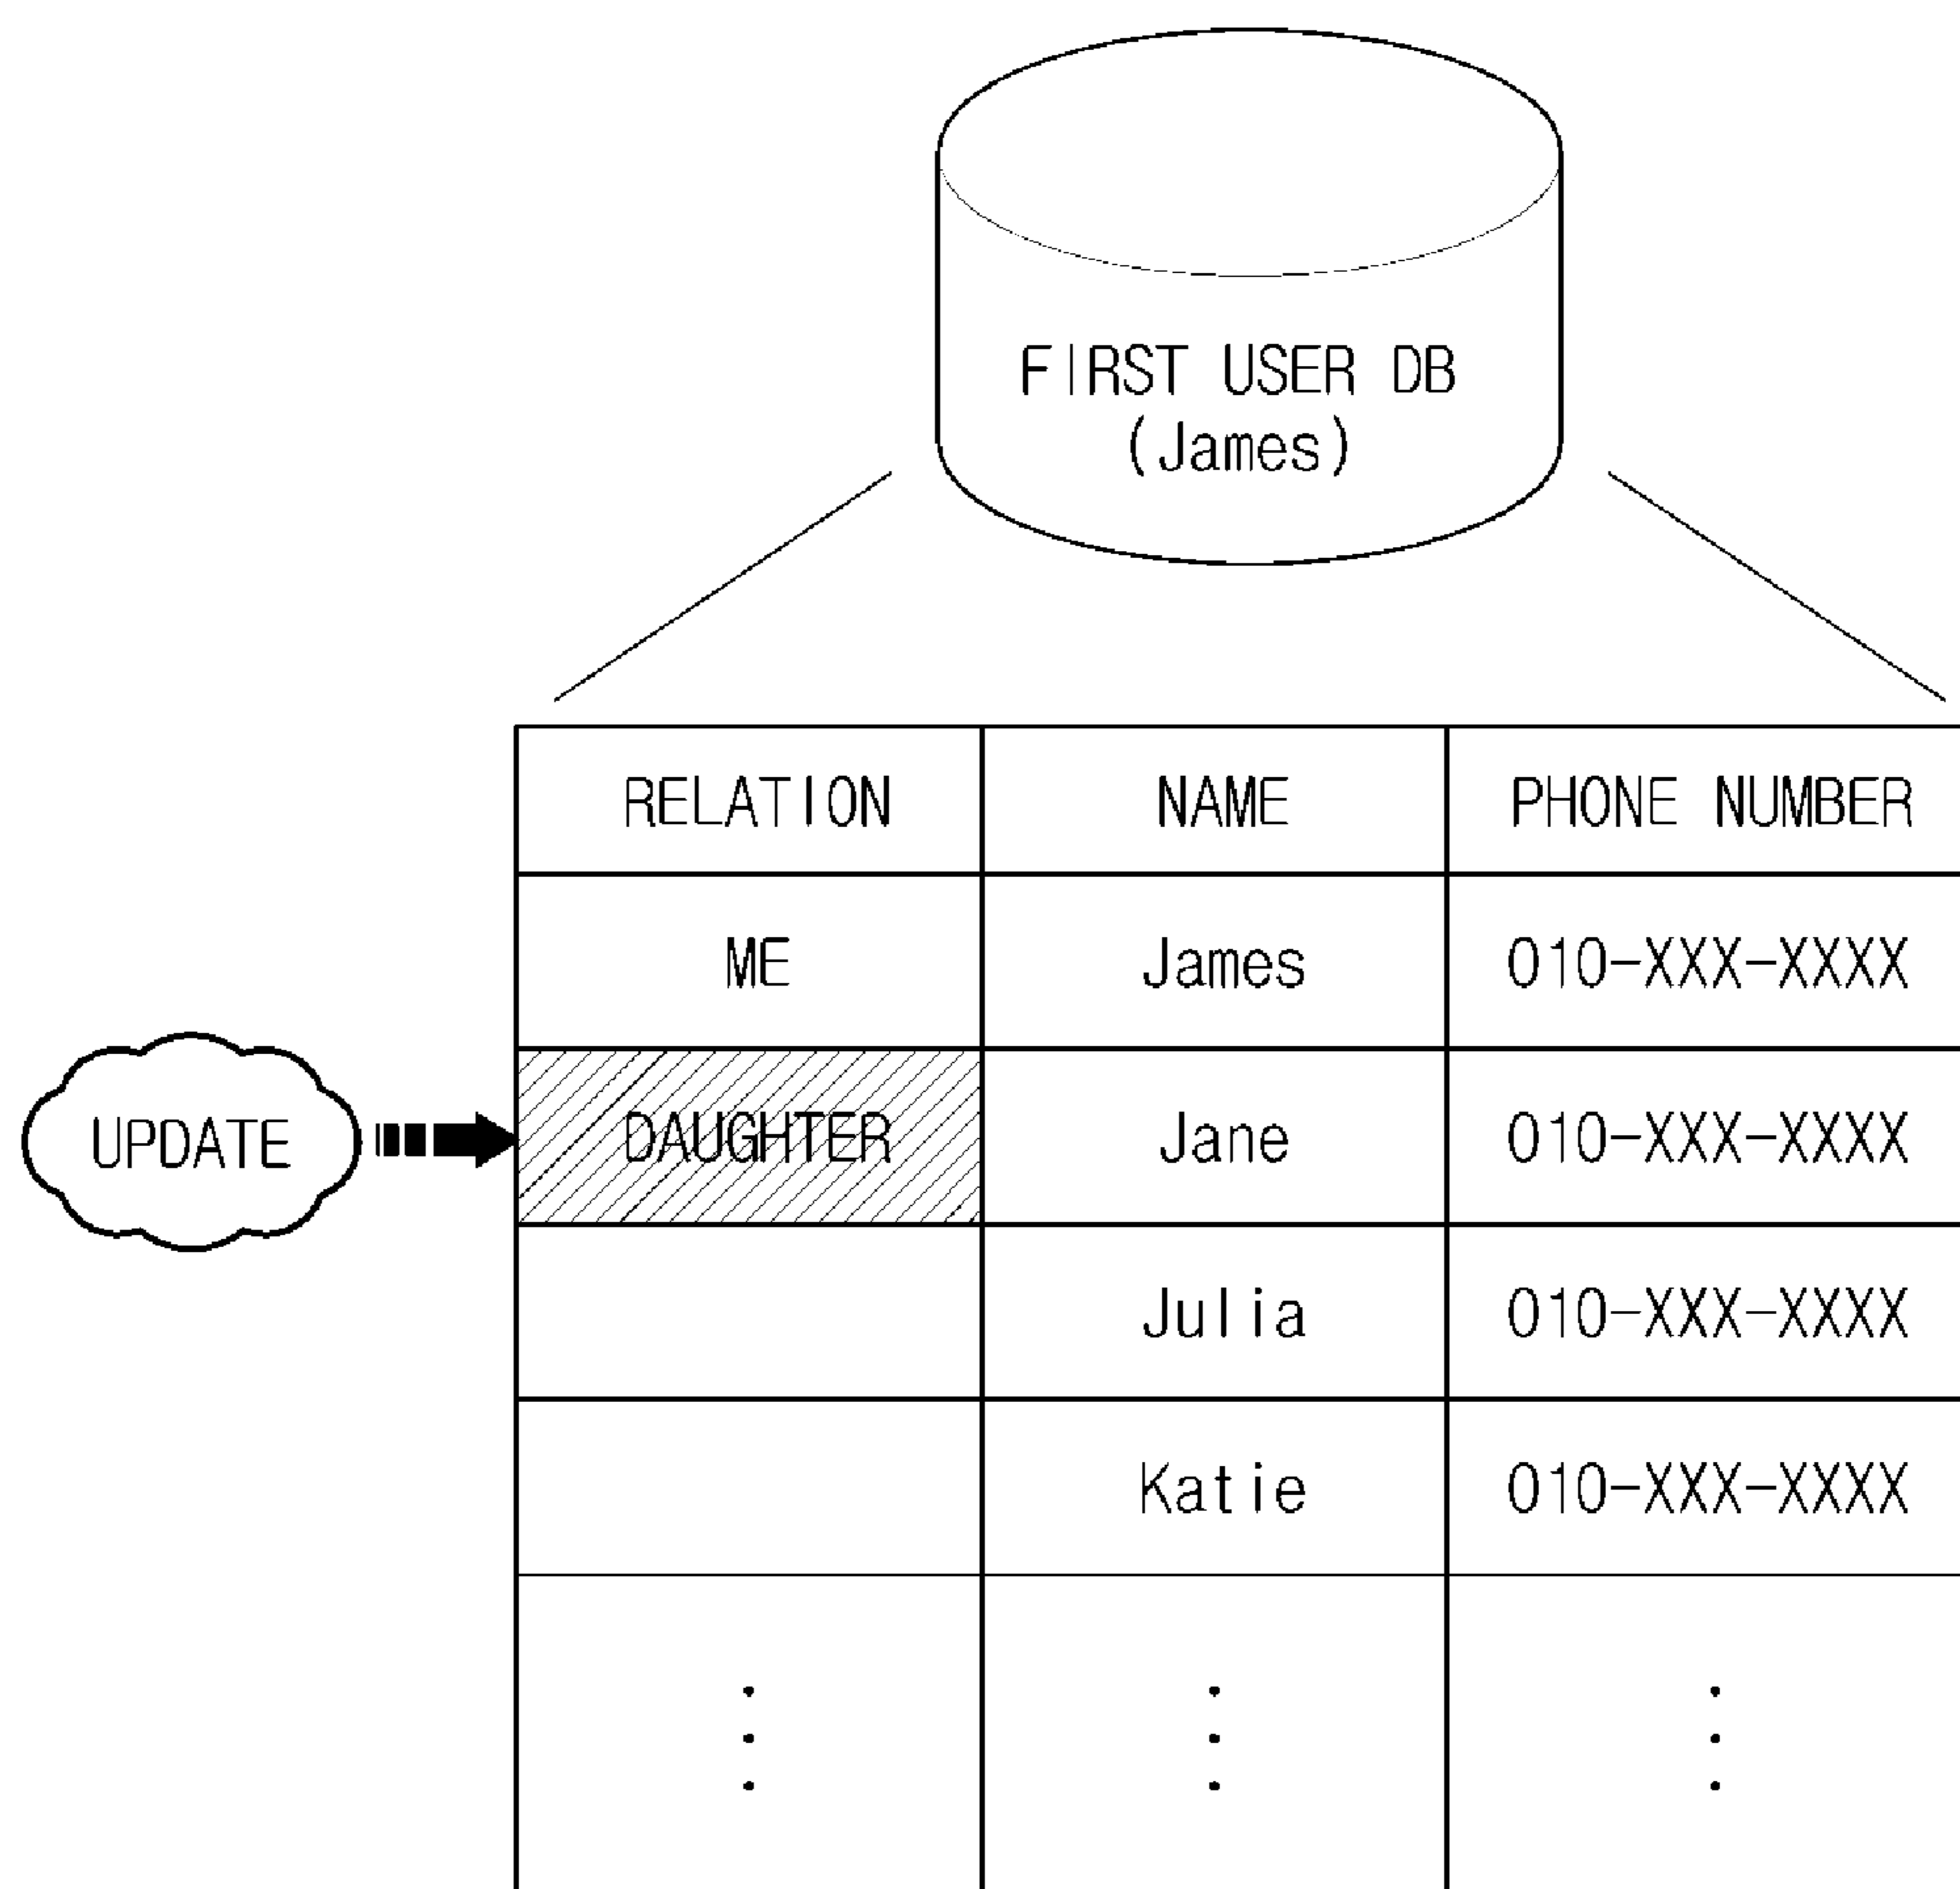 FIRST USER DB
(James)
RELATION NAME PHONE NUMBER
ME James 010-XXX-XXXX
UPDATE DAUGHTER Jane 010-XXX-XXXX
Julia 010-XXX-XXXX
Katie 010-XXX-XXXX